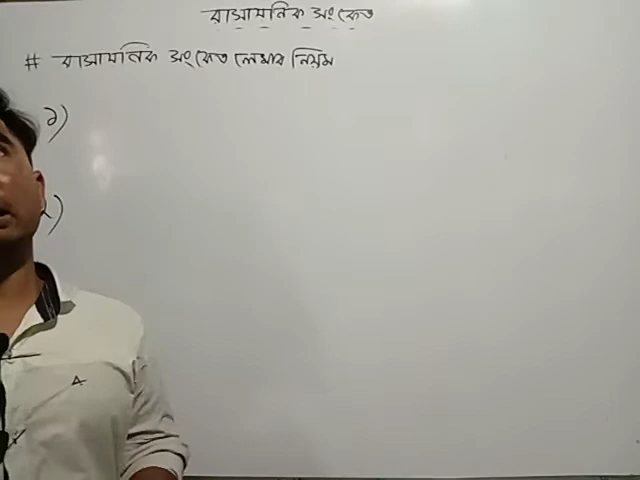 রাসায়নিক সংকেত
# রাসায়নিক সংকেত লেখার নিয়ম
১)
২)